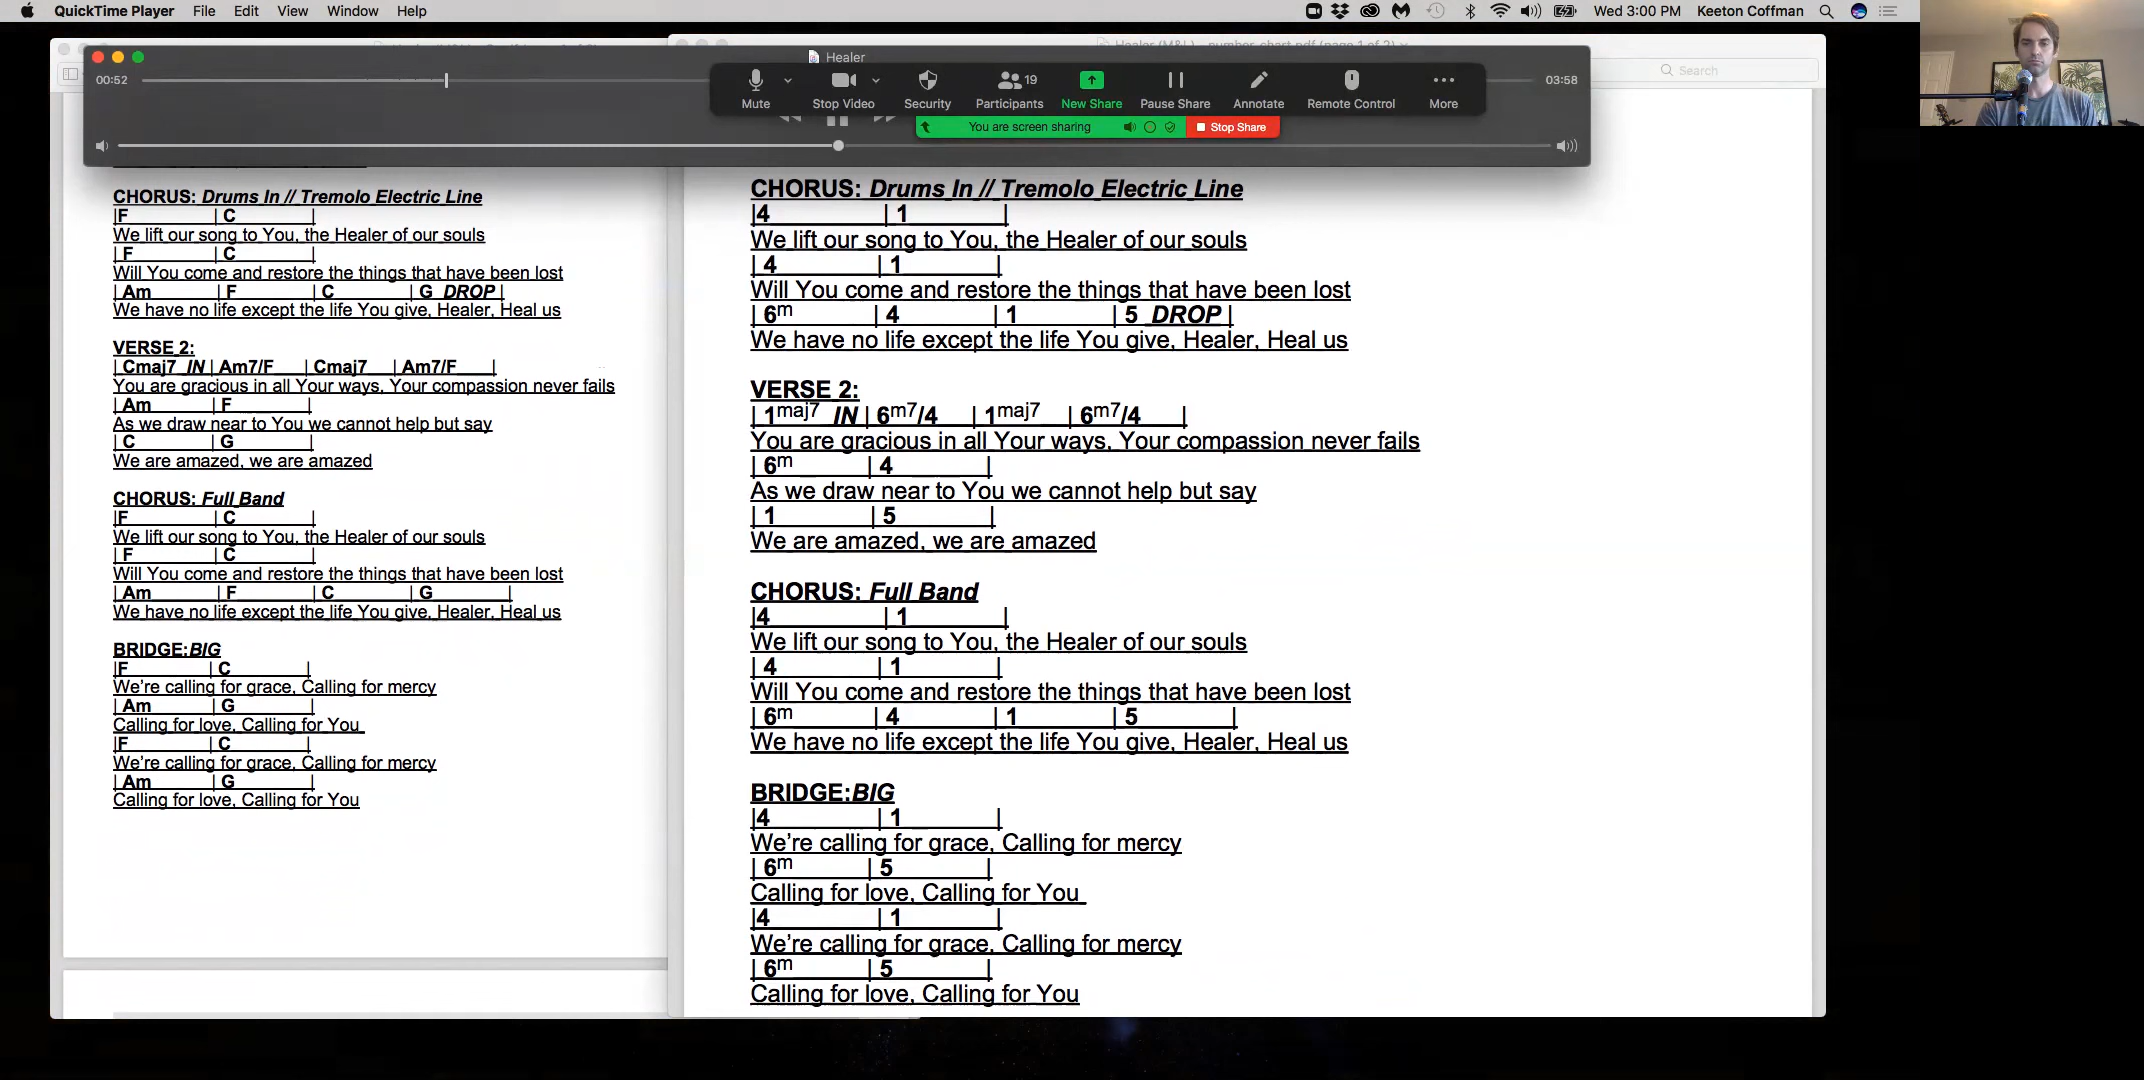 QuickTime Player File Edit View Window Help
Wed 3:00 PM Keeton Coffman
Healer (M&L) - number chart.pdf (page 1 of 2)
Search
Healer
00:52
03:58
Mute
Stop Video
Security
Participants 19
New Share
Pause Share
Annotate
Remote Control
More
You are screen sharing
Stop Share
CHORUS: Drums In // Tremolo Electric Line
|F | C |
We lift our song to You, the Healer of our souls
| F | C |
Will You come and restore the things that have been lost
| Am | F | C | G DROP |
We have no life except the life You give, Healer, Heal us
VERSE 2:
| Cmaj7 IN | Am7/F | Cmaj7 | Am7/F |
You are gracious in all Your ways, Your compassion never fails
| Am | F |
As we draw near to You we cannot help but say
| C | G |
We are amazed, we are amazed
CHORUS: Full Band
|F | C |
We lift our song to You, the Healer of our souls
| F | C |
Will You come and restore the things that have been lost
| Am | F | C | G |
We have no life except the life You give, Healer, Heal us
BRIDGE:BIG
|F | C |
We're calling for grace, Calling for mercy
| Am | G |
Calling for love, Calling for You
|F | C |
We're calling for grace, Calling for mercy
| Am | G |
Calling for love, Calling for You
CHORUS: Drums In // Tremolo Electric Line
|4 | 1 |
We lift our song to You, the Healer of our souls
| 4 | 1 |
Will You come and restore the things that have been lost
| 6m | 4 | 1 | 5 DROP |
We have no life except the life You give, Healer, Heal us
VERSE 2:
| 1maj7 IN | 6m7/4 | 1maj7 | 6m7/4 |
You are gracious in all Your ways, Your compassion never fails
| 6m | 4 |
As we draw near to You we cannot help but say
| 1 | 5 |
We are amazed, we are amazed
CHORUS: Full Band
|4 | 1 |
We lift our song to You, the Healer of our souls
| 4 | 1 |
Will You come and restore the things that have been lost
| 6m | 4 | 1 | 5 |
We have no life except the life You give, Healer, Heal us
BRIDGE:BIG
|4 | 1 |
We're calling for grace, Calling for mercy
| 6m | 5 |
Calling for love, Calling for You
|4 | 1 |
We're calling for grace, Calling for mercy
| 6m | 5 |
Calling for love, Calling for You